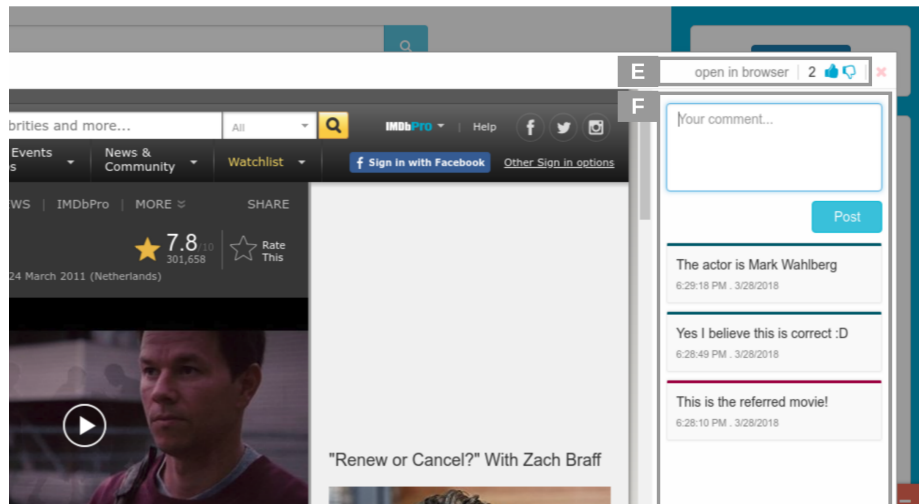 E
open in browser | 2
F
brities and more...
All
IMDbPro
Help
Your comment...
Events
s
News &
Community
Watchlist
f Sign in with Facebook
Other Sign in options
Post
WS | IMDbPro | MORE
SHARE
7.8/10
301,658
Rate
This
24 March 2011 (Netherlands)
The actor is Mark Wahlberg
6:29:18 PM . 3/28/2018
Yes I believe this is correct :D
6:28:49 PM . 3/28/2018
This is the referred movie!
6:28:10 PM . 3/28/2018
"Renew or Cancel?" With Zach Braff